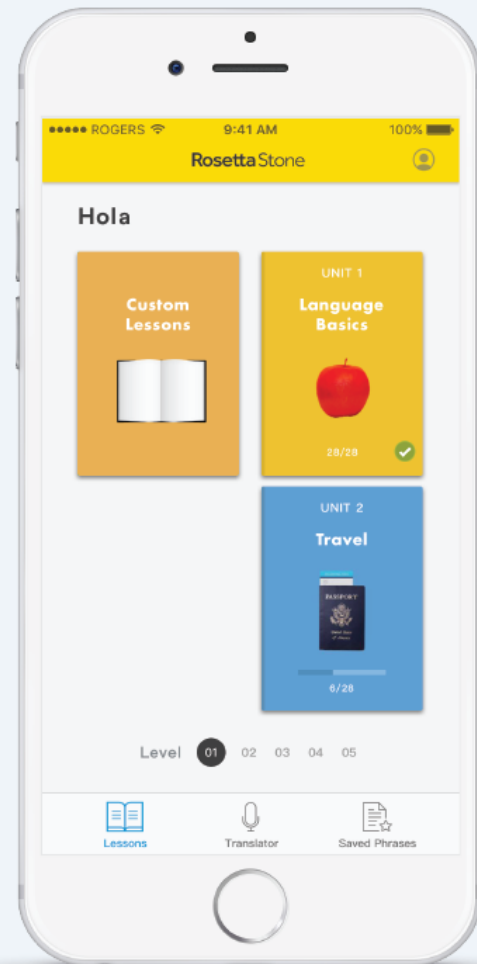 ROGERS 9:41 AM 100%
Rosetta Stone
Hola
Custom
Lessons
UNIT 1
Language
Basics
28/28
UNIT 2
Travel
PASSPORT
6/28
Level 01 02 03 04 05
Lessons Translator Saved Phrases